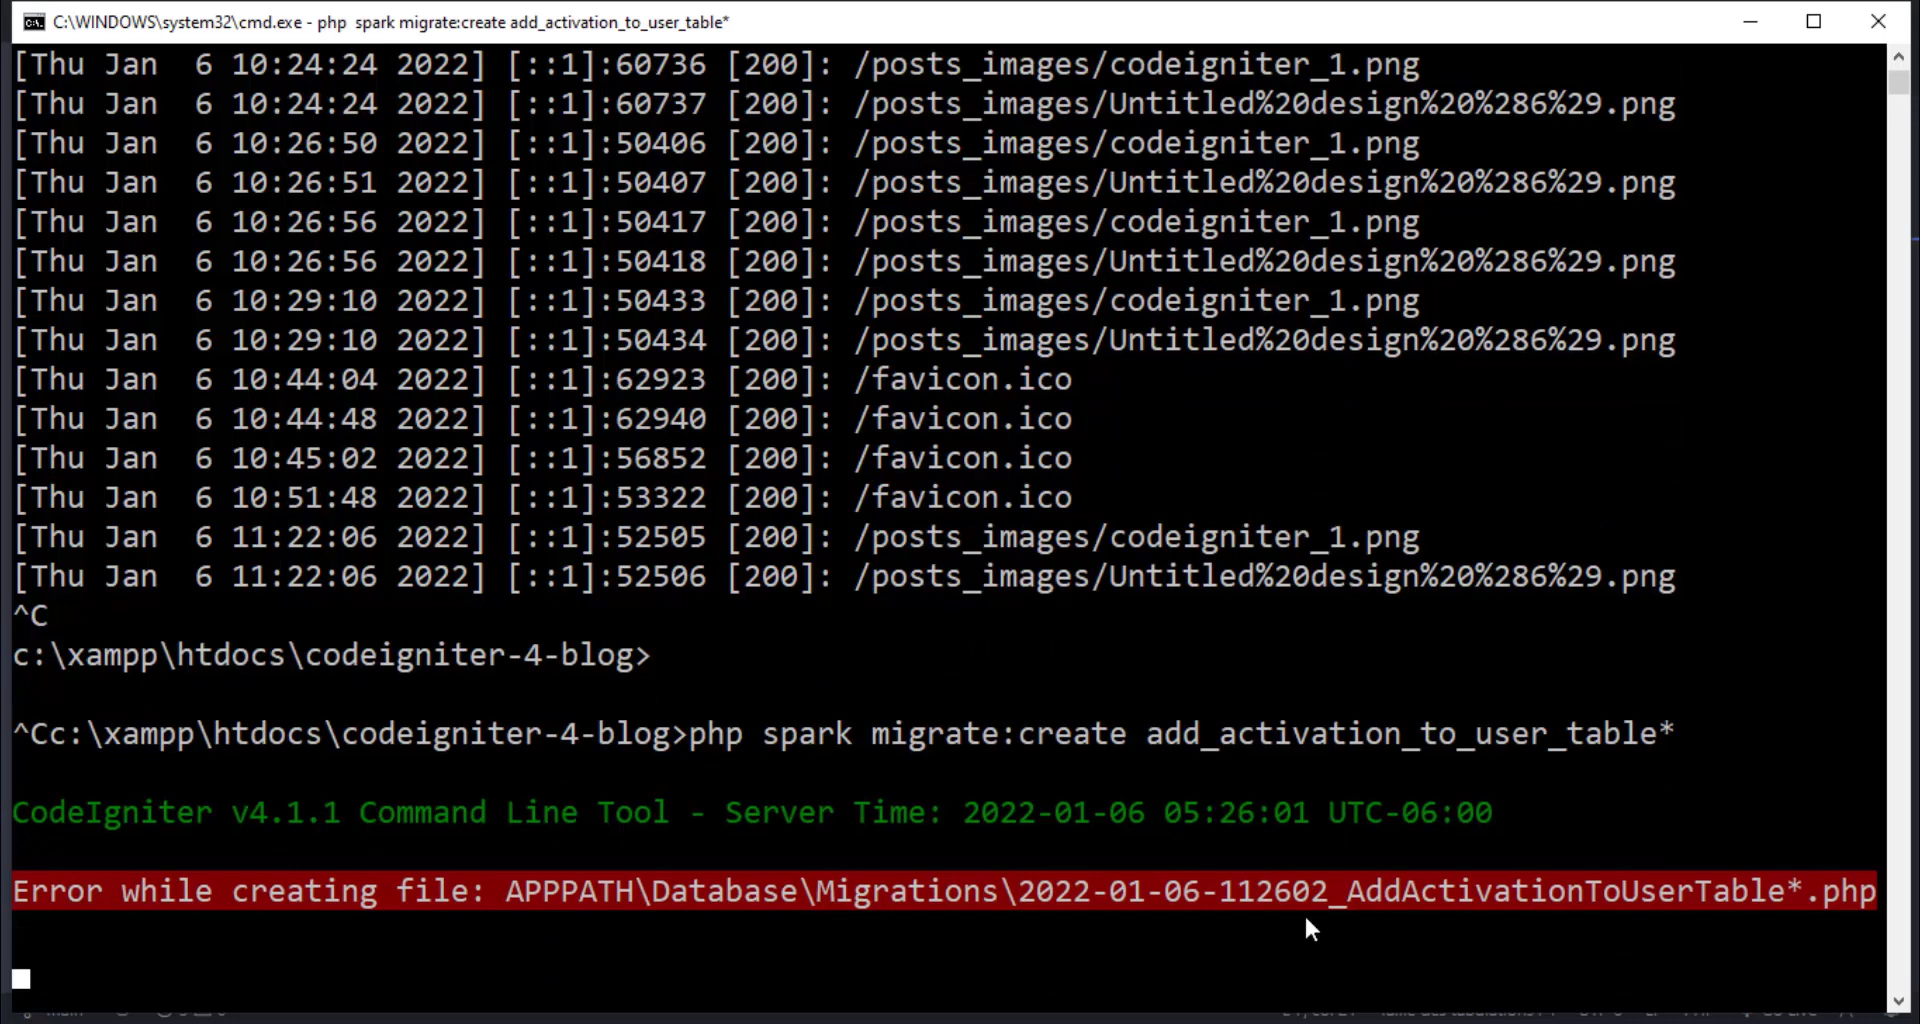 C:\WINDOWS\system32\cmd.exe - php  spark migrate:create add_activation_to_user_table*
[Thu Jan  6 10:24:24 2022] [::1]:60736 [200]: /posts_images/codeigniter_1.png
[Thu Jan  6 10:24:24 2022] [::1]:60737 [200]: /posts_images/Untitled%20design%20%286%29.png
[Thu Jan  6 10:26:50 2022] [::1]:50406 [200]: /posts_images/codeigniter_1.png
[Thu Jan  6 10:26:51 2022] [::1]:50407 [200]: /posts_images/Untitled%20design%20%286%29.png
[Thu Jan  6 10:26:56 2022] [::1]:50417 [200]: /posts_images/codeigniter_1.png
[Thu Jan  6 10:26:56 2022] [::1]:50418 [200]: /posts_images/Untitled%20design%20%286%29.png
[Thu Jan  6 10:29:10 2022] [::1]:50433 [200]: /posts_images/codeigniter_1.png
[Thu Jan  6 10:29:10 2022] [::1]:50434 [200]: /posts_images/Untitled%20design%20%286%29.png
[Thu Jan  6 10:44:04 2022] [::1]:62923 [200]: /favicon.ico
[Thu Jan  6 10:44:48 2022] [::1]:62940 [200]: /favicon.ico
[Thu Jan  6 10:45:02 2022] [::1]:56852 [200]: /favicon.ico
[Thu Jan  6 10:51:48 2022] [::1]:53322 [200]: /favicon.ico
[Thu Jan  6 11:22:06 2022] [::1]:52505 [200]: /posts_images/codeigniter_1.png
[Thu Jan  6 11:22:06 2022] [::1]:52506 [200]: /posts_images/Untitled%20design%20%286%29.png
^C
c:\xampp\htdocs\codeigniter-4-blog>
^Cc:\xampp\htdocs\codeigniter-4-blog>php spark migrate:create add_activation_to_user_table*
CodeIgniter v4.1.1 Command Line Tool - Server Time: 2022-01-06 05:26:01 UTC-06:00
Error while creating file: APPPATH\Database\Migrations\2022-01-06-112602_AddActivationToUserTable*.php